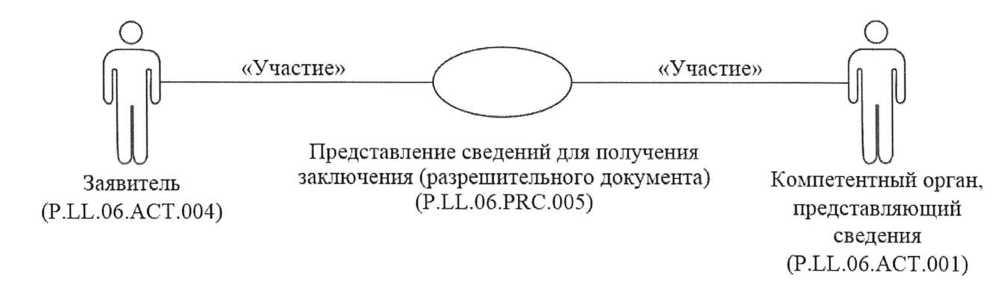 «Участие»
«Участие»
Представление сведений для получения
заключения (разрешительного документа)
(P.LL.06.PRC.005)
Заявитель
(P.LL.06.ACT.004)
Компетентный орган,
представляющий
сведения
(P.LL.06.ACT.001)